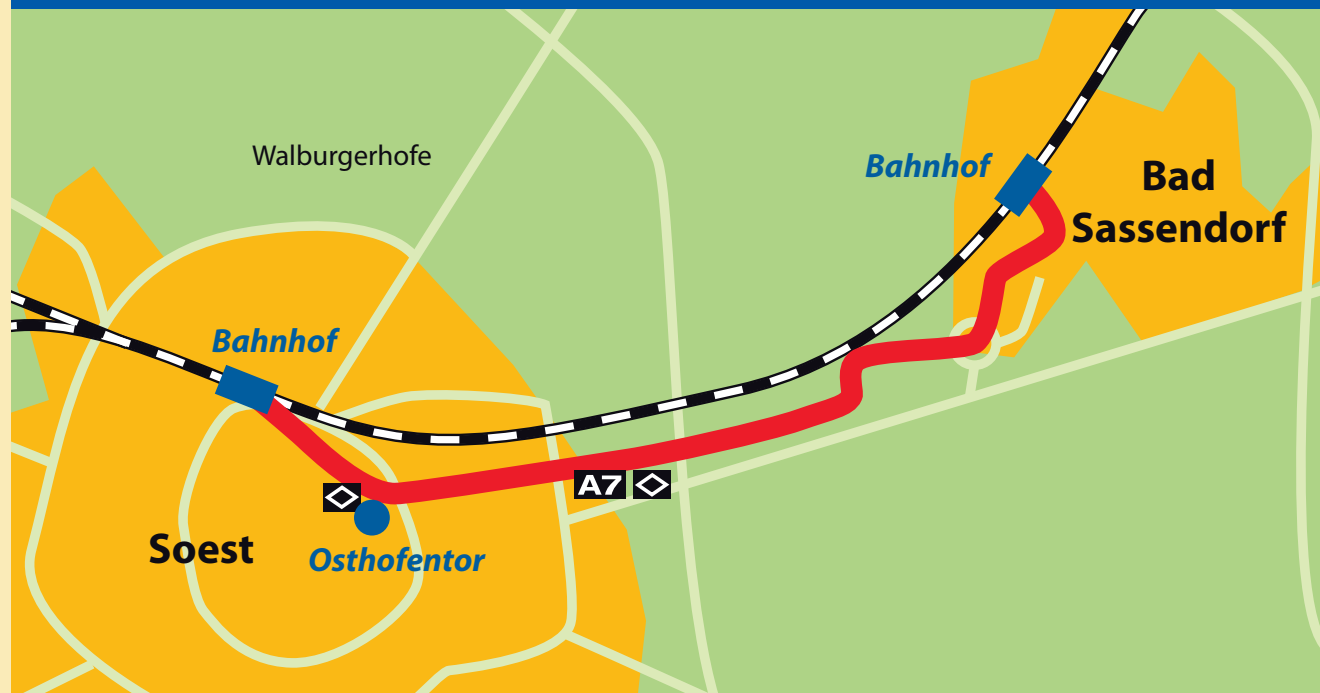 Walburgerhofe
Bahnhof
Bad
Sassendorf
Bahnhof
A7
Soest
Osthofentor